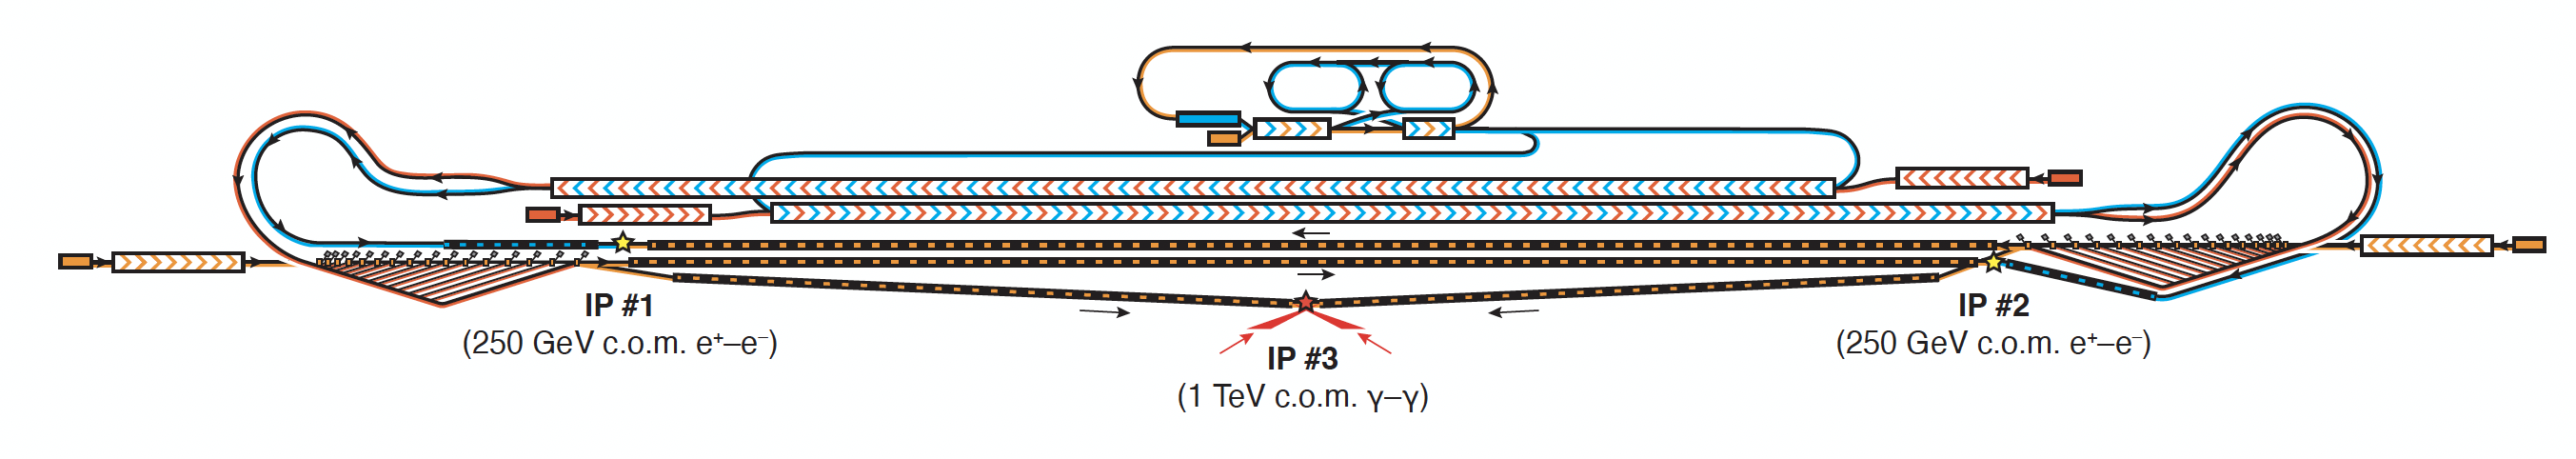 IP #1
(250 GeV c.o.m. e⁺–e⁻)
IP #3
(1 TeV c.o.m. γ–γ)
IP #2
(250 GeV c.o.m. e⁺–e⁻)